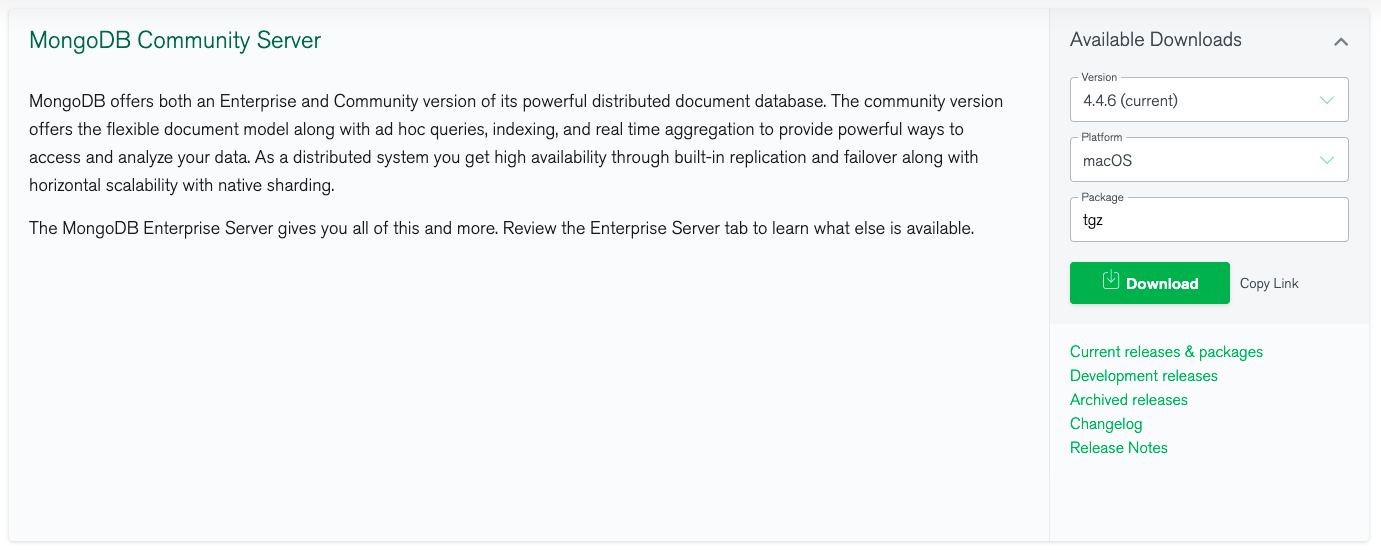 MongoDB Community Server
MongoDB offers both an Enterprise and Community version of its powerful distributed document database. The community version
offers the flexible document model along with ad hoc queries, indexing, and real time aggregation to provide powerful ways to
access and analyze your data. As a distributed system you get high availability through built-in replication and failover along with
horizontal scalability with native sharding.
The MongoDB Enterprise Server gives you all of this and more. Review the Enterprise Server tab to learn what else is available.
Available Downloads
Version
4.4.6 (current)
Platform
macOS
Package
tgz
Download
Copy Link
Current releases & packages
Development releases
Archived releases
Changelog
Release Notes